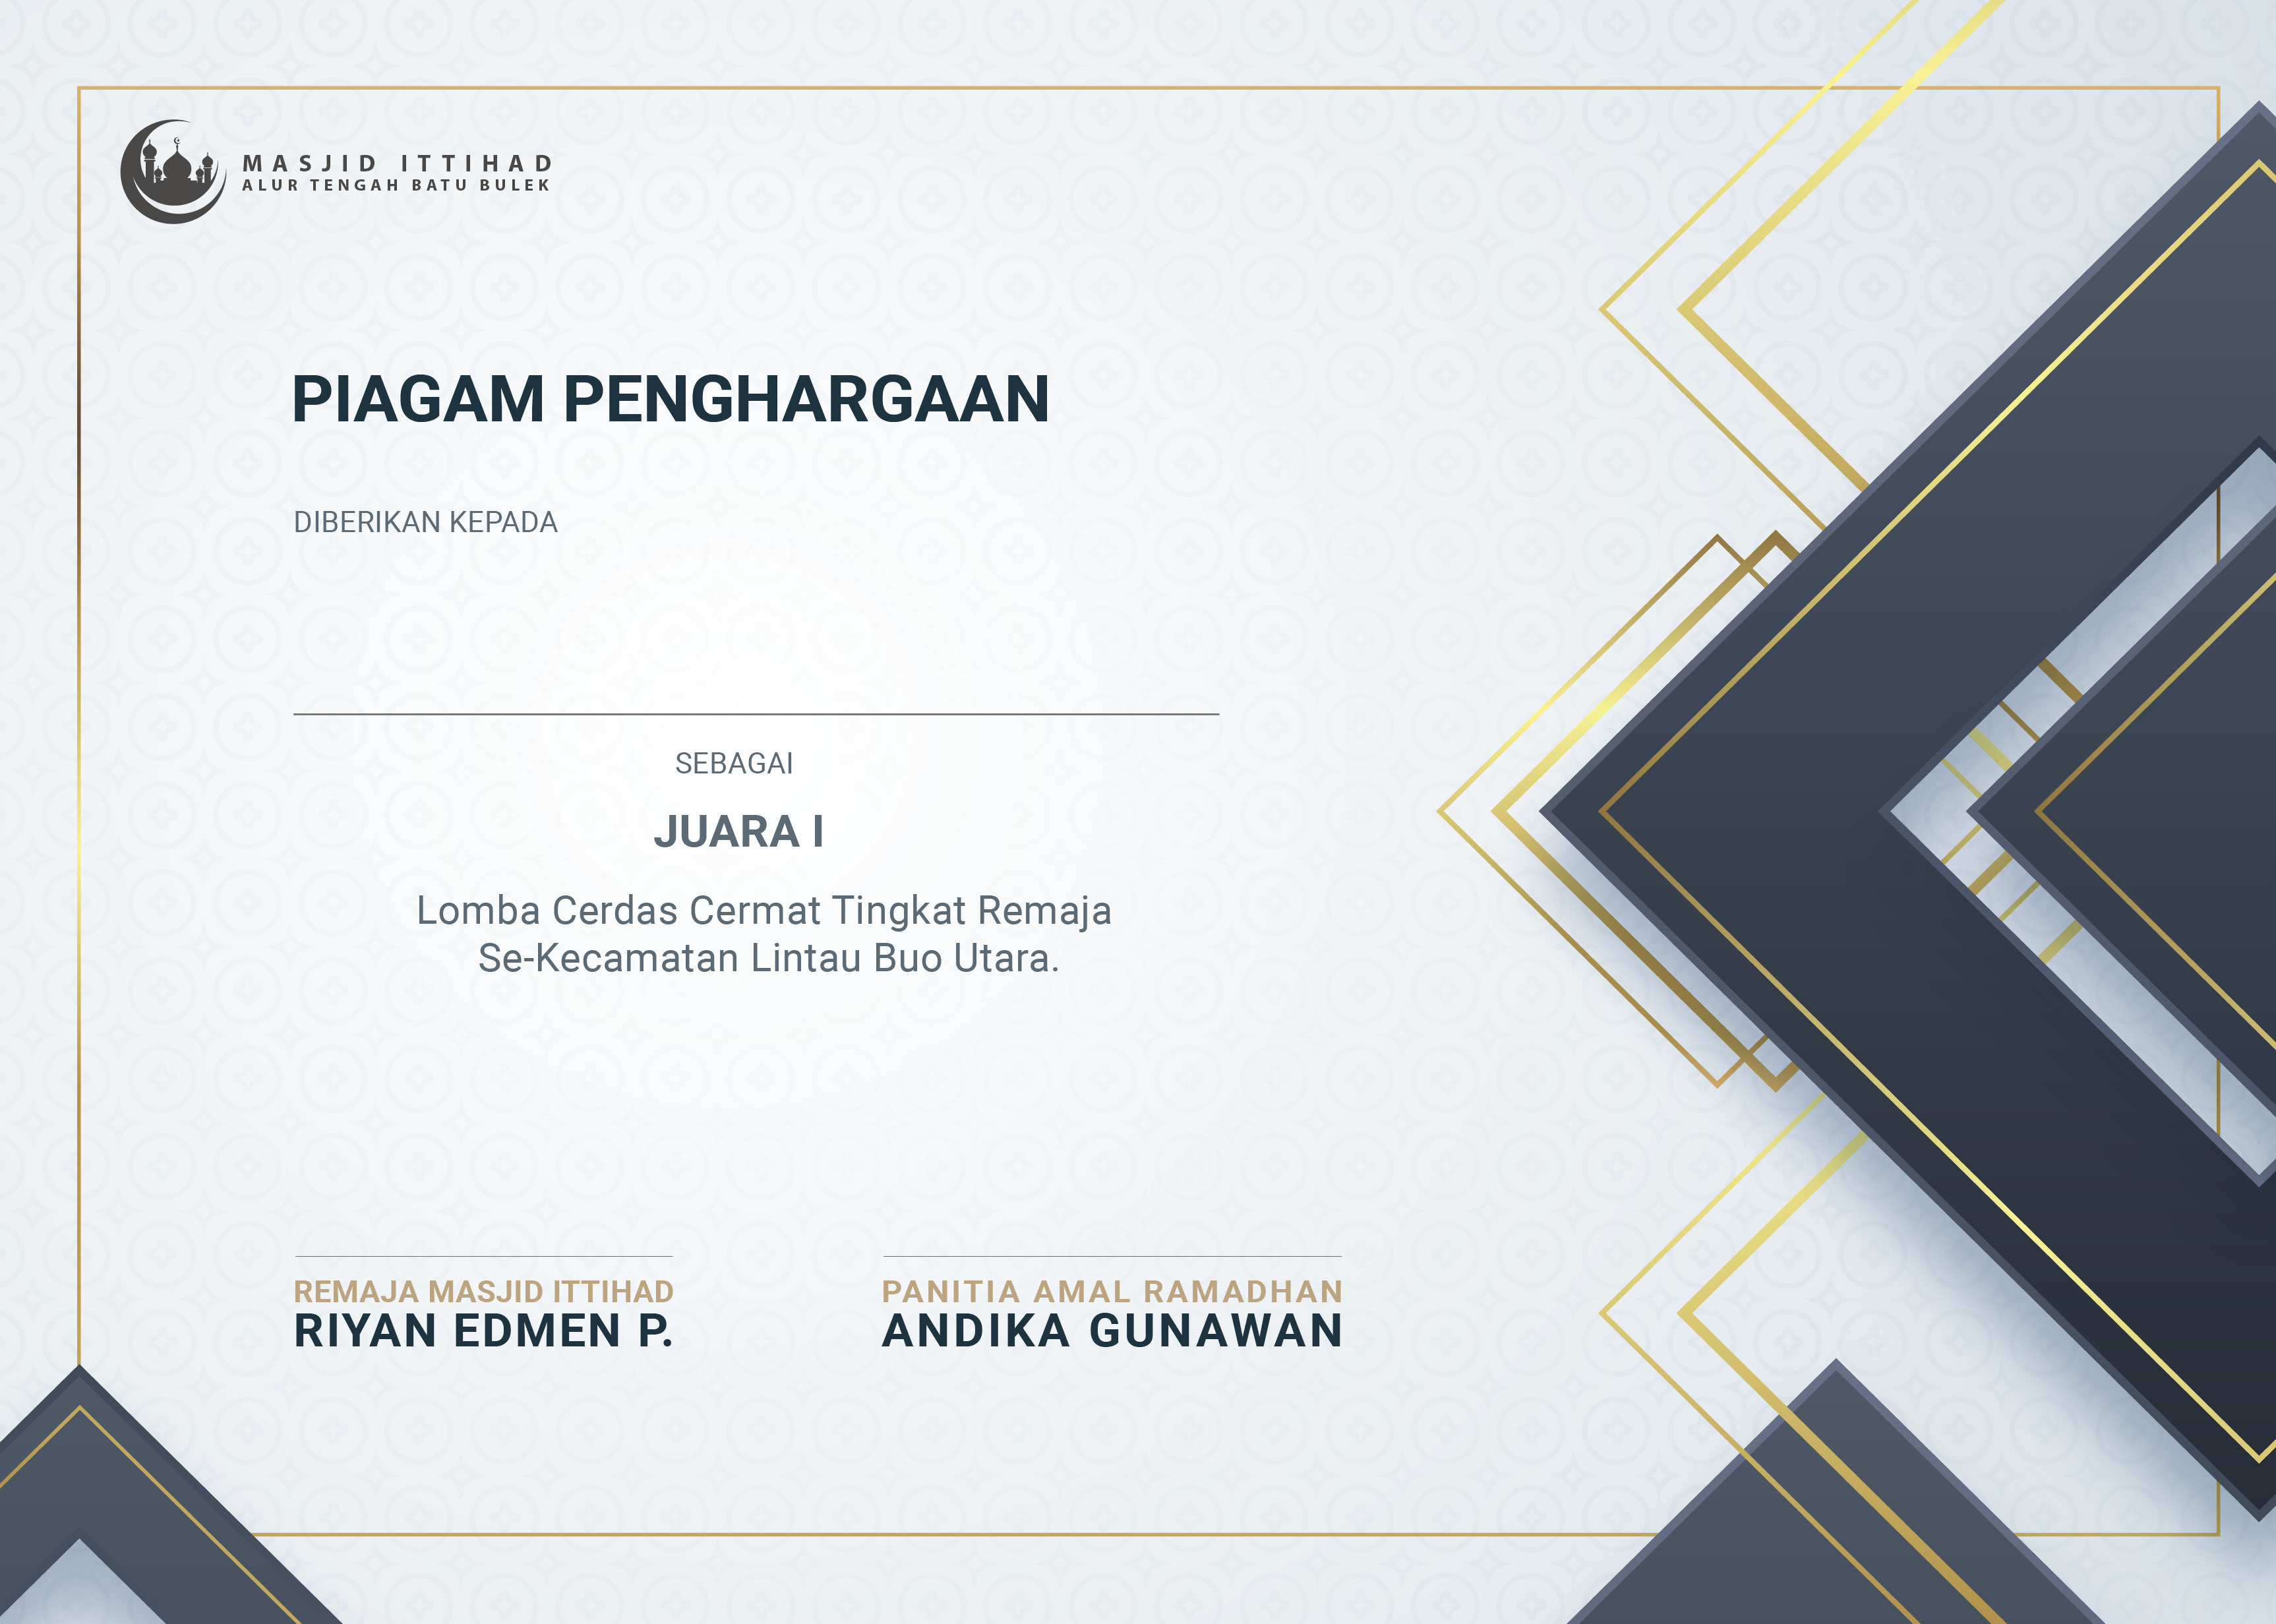 MASJID ITTIHAD
ALUR TENGAH BATU BULEK
PIAGAM PENGHARGAAN
DIBERIKAN KEPADA
SEBAGAI
JUARA I
Lomba Cerdas Cermat Tingkat Remaja
Se-Kecamatan Lintau Buo Utara.
REMAJA MASJID ITTIHAD
RIYAN EDMEN P.
PANITIA AMAL RAMADHAN
ANDIKA GUNAWAN